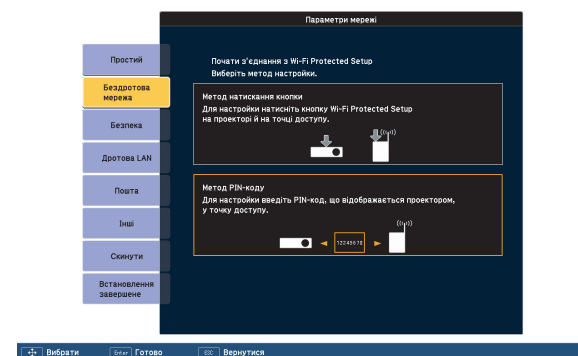 Параметри мережі
Простий
Бездротова
мережа
Безпека
Дротова LAN
Пошта
Інші
Скинути
Встановлення
завершене
Почати з'єднання з Wi-Fi Protected Setup
Виберіть метод настройки.
Метод натискання кнопки
Для настройки натисніть кнопку Wi-Fi Protected Setup
на проекторі й на точці доступу.
Метод PIN-коду
Для настройки введіть PIN-код, що відображається проектором,
у точку доступу.
12345678
Вибрати Enter Готово ESC Вернутися